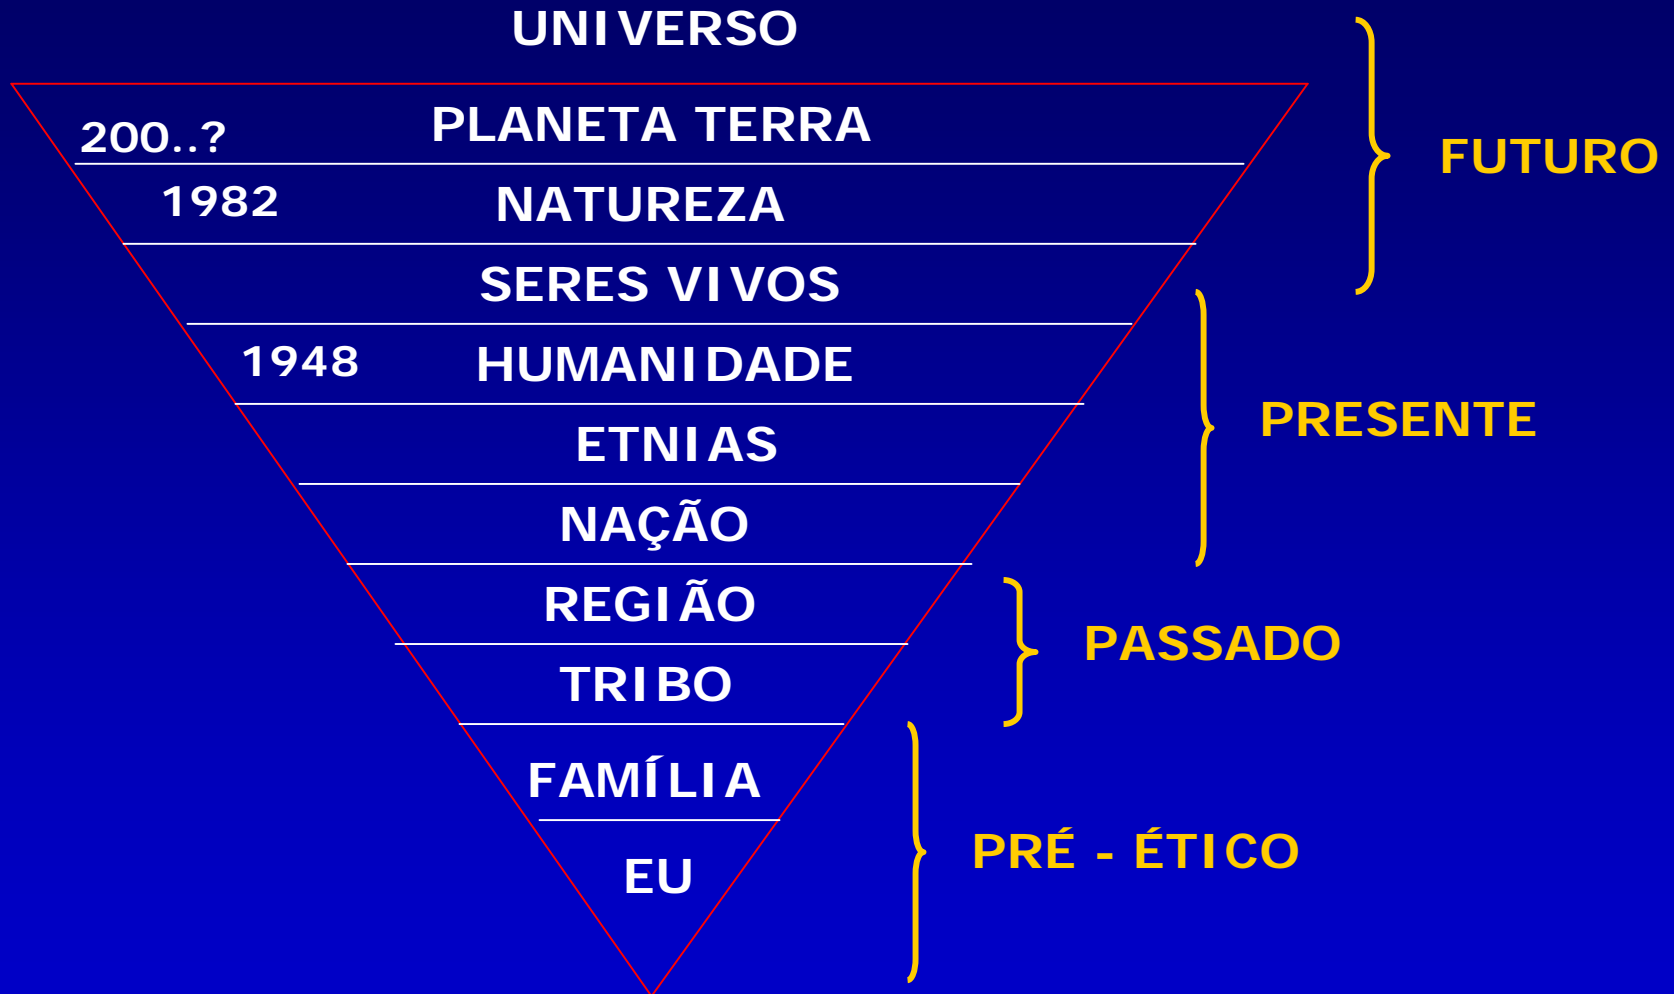 UNIVERSO
200..? PLANETA TERRA
FUTURO
1982 NATUREZA
SERES VIVOS
1948 HUMANIDADE
PRESENTE
ETNIAS
NAÇÃO
REGIÃO
PASSADO
TRIBO
FAMÍLIA
PRÉ - ÉTICO
EU